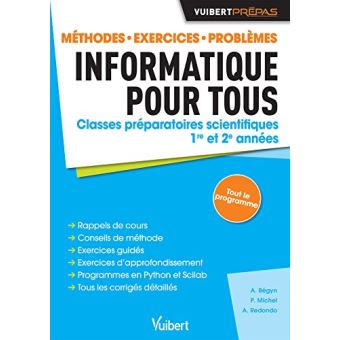 VUIBERT PRÉPAS
MÉTHODES • EXERCICES • PROBLÈMES
INFORMATIQUE
POUR TOUS
Classes préparatoires scientifiques
1re et 2e années
Tout le
programme
→ Rappels de cours
→ Conseils de méthode
→ Exercices guidés
→ Exercices d'approfondissement
→ Programmes en Python et Scilab
→ Tous les corrigés détaillés
A. Bégyn
P. Michel
A. Redondo
Vuibert